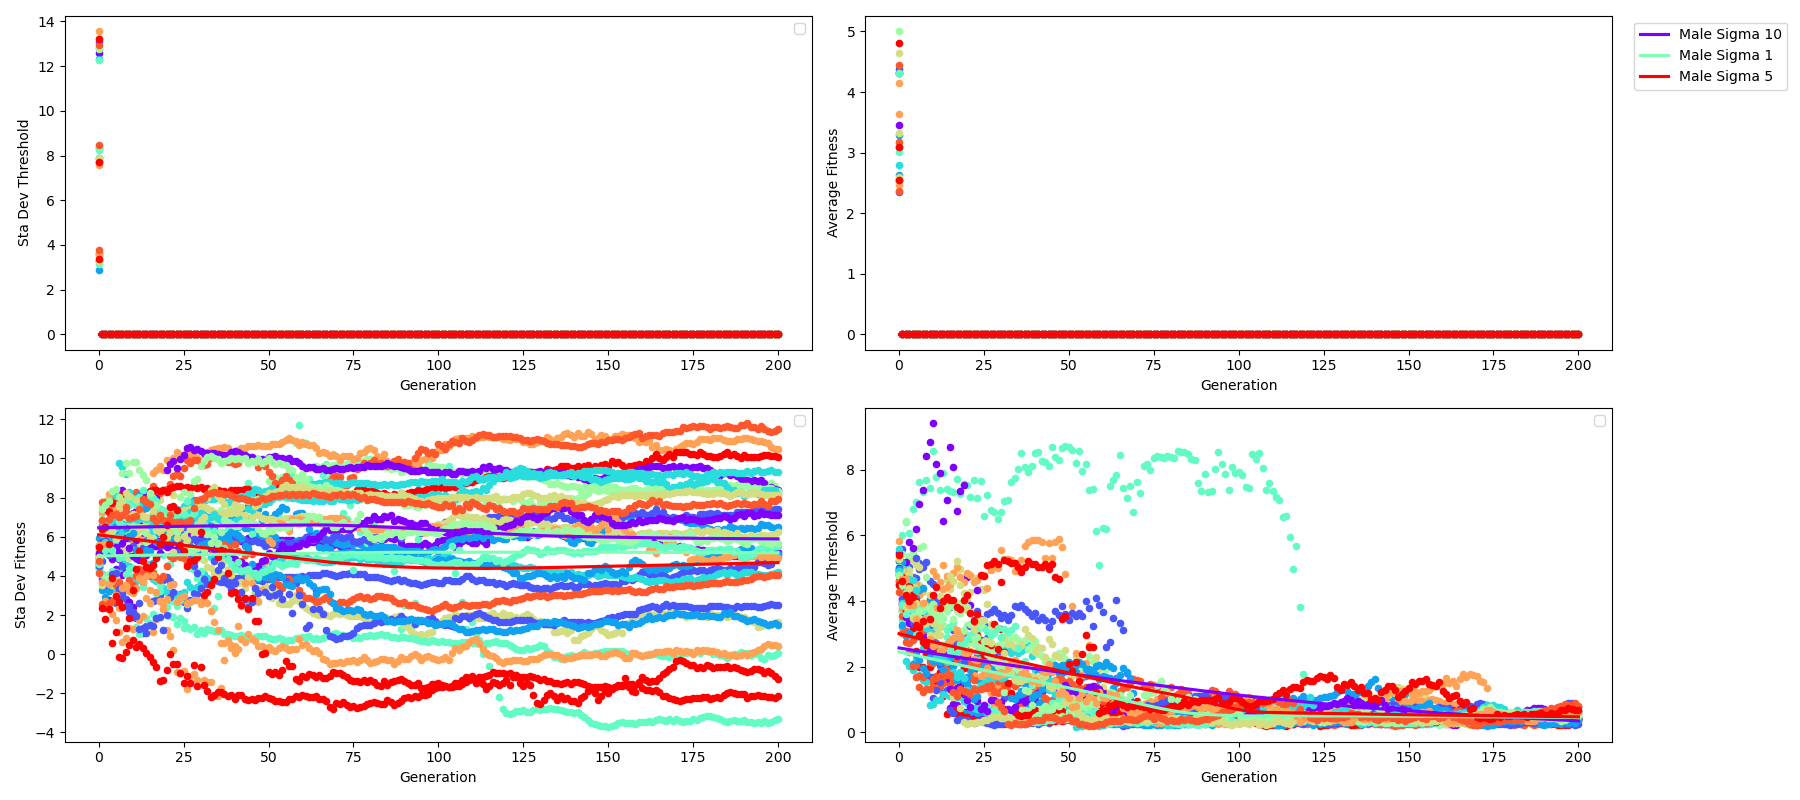 14
12
10
8
6
4
2
0
Sta Dev Threshold
0 25 50 75 100 125 150 175 200
Generation
5
4
3
2
1
0
Average Fitness
0 25 50 75 100 125 150 175 200
Generation
Male Sigma 10
Male Sigma 1
Male Sigma 5
12
10
8
6
4
2
0
−2
−4
Sta Dev Fitness
0 25 50 75 100 125 150 175 200
Generation
8
6
4
2
0
Average Threshold
0 25 50 75 100 125 150 175 200
Generation